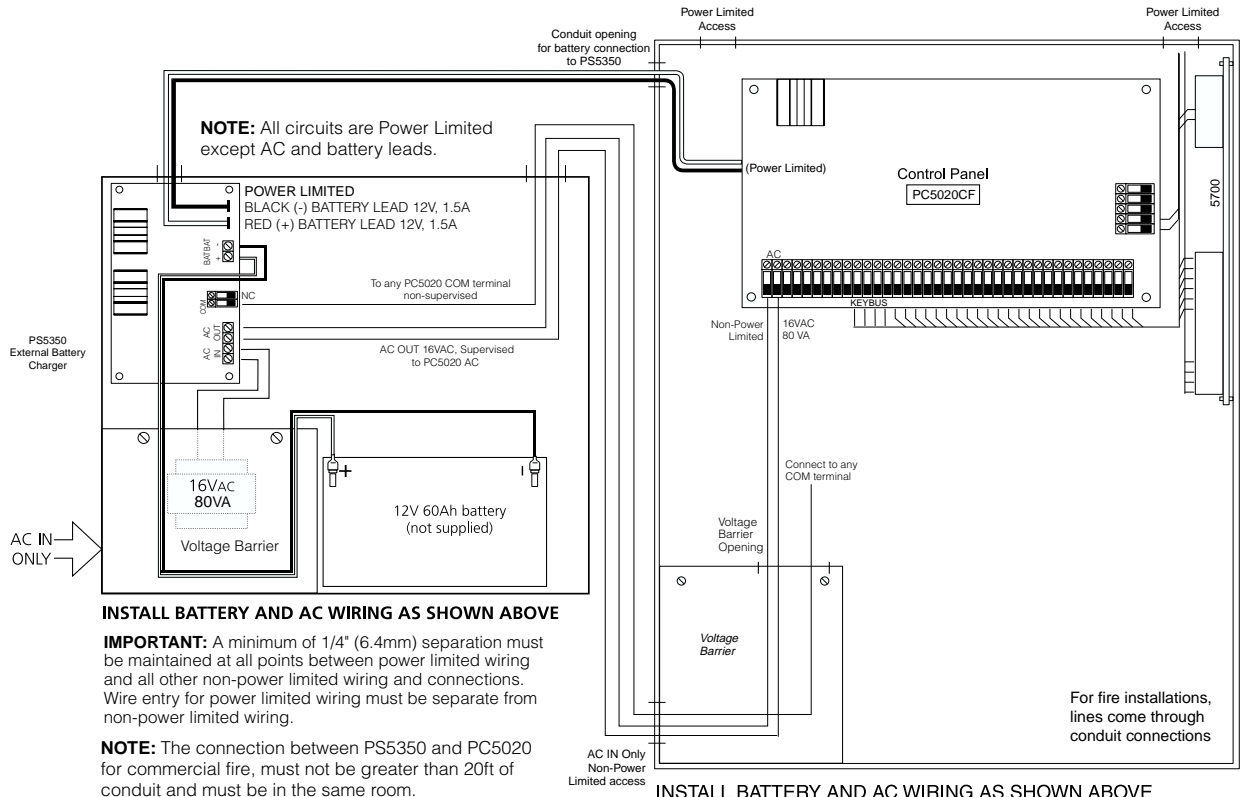 Power Limited
Access
Power Limited
Access
Conduit opening
for battery connection
to PS5350
NOTE: All circuits are Power Limited
except AC and battery leads.
POWER LIMITED
BLACK (-) BATTERY LEAD 12V, 1.5A
RED (+) BATTERY LEAD 12V, 1.5A
BAT BAT
+ -
To any PC5020 COM terminal
non-supervised
COM
NC
AC OUT
AC IN
AC OUT 16VAC, Supervised
to PC5020 AC
PS5350
External Battery
Charger
16VAC
80VA
Voltage Barrier
AC IN
ONLY
+
-
12V 60Ah battery
(not supplied)
(Power Limited)
Control Panel
PC5020CF
5700
AC
KEYBUS
Non-Power
Limited
16VAC
80 VA
Connect to any
COM terminal
Voltage
Barrier
Opening
Voltage
Barrier
For fire installations,
lines come through
conduit connections
AC IN Only
Non-Power
Limited access
INSTALL BATTERY AND AC WIRING AS SHOWN ABOVE
IMPORTANT: A minimum of 1/4" (6.4mm) separation must
be maintained at all points between power limited wiring
and all other non-power limited wiring and connections.
Wire entry for power limited wiring must be separate from
non-power limited wiring.
NOTE: The connection between PS5350 and PC5020
for commercial fire, must not be greater than 20ft of
conduit and must be in the same room.
INSTALL BATTERY AND AC WIRING AS SHOWN ABOVE